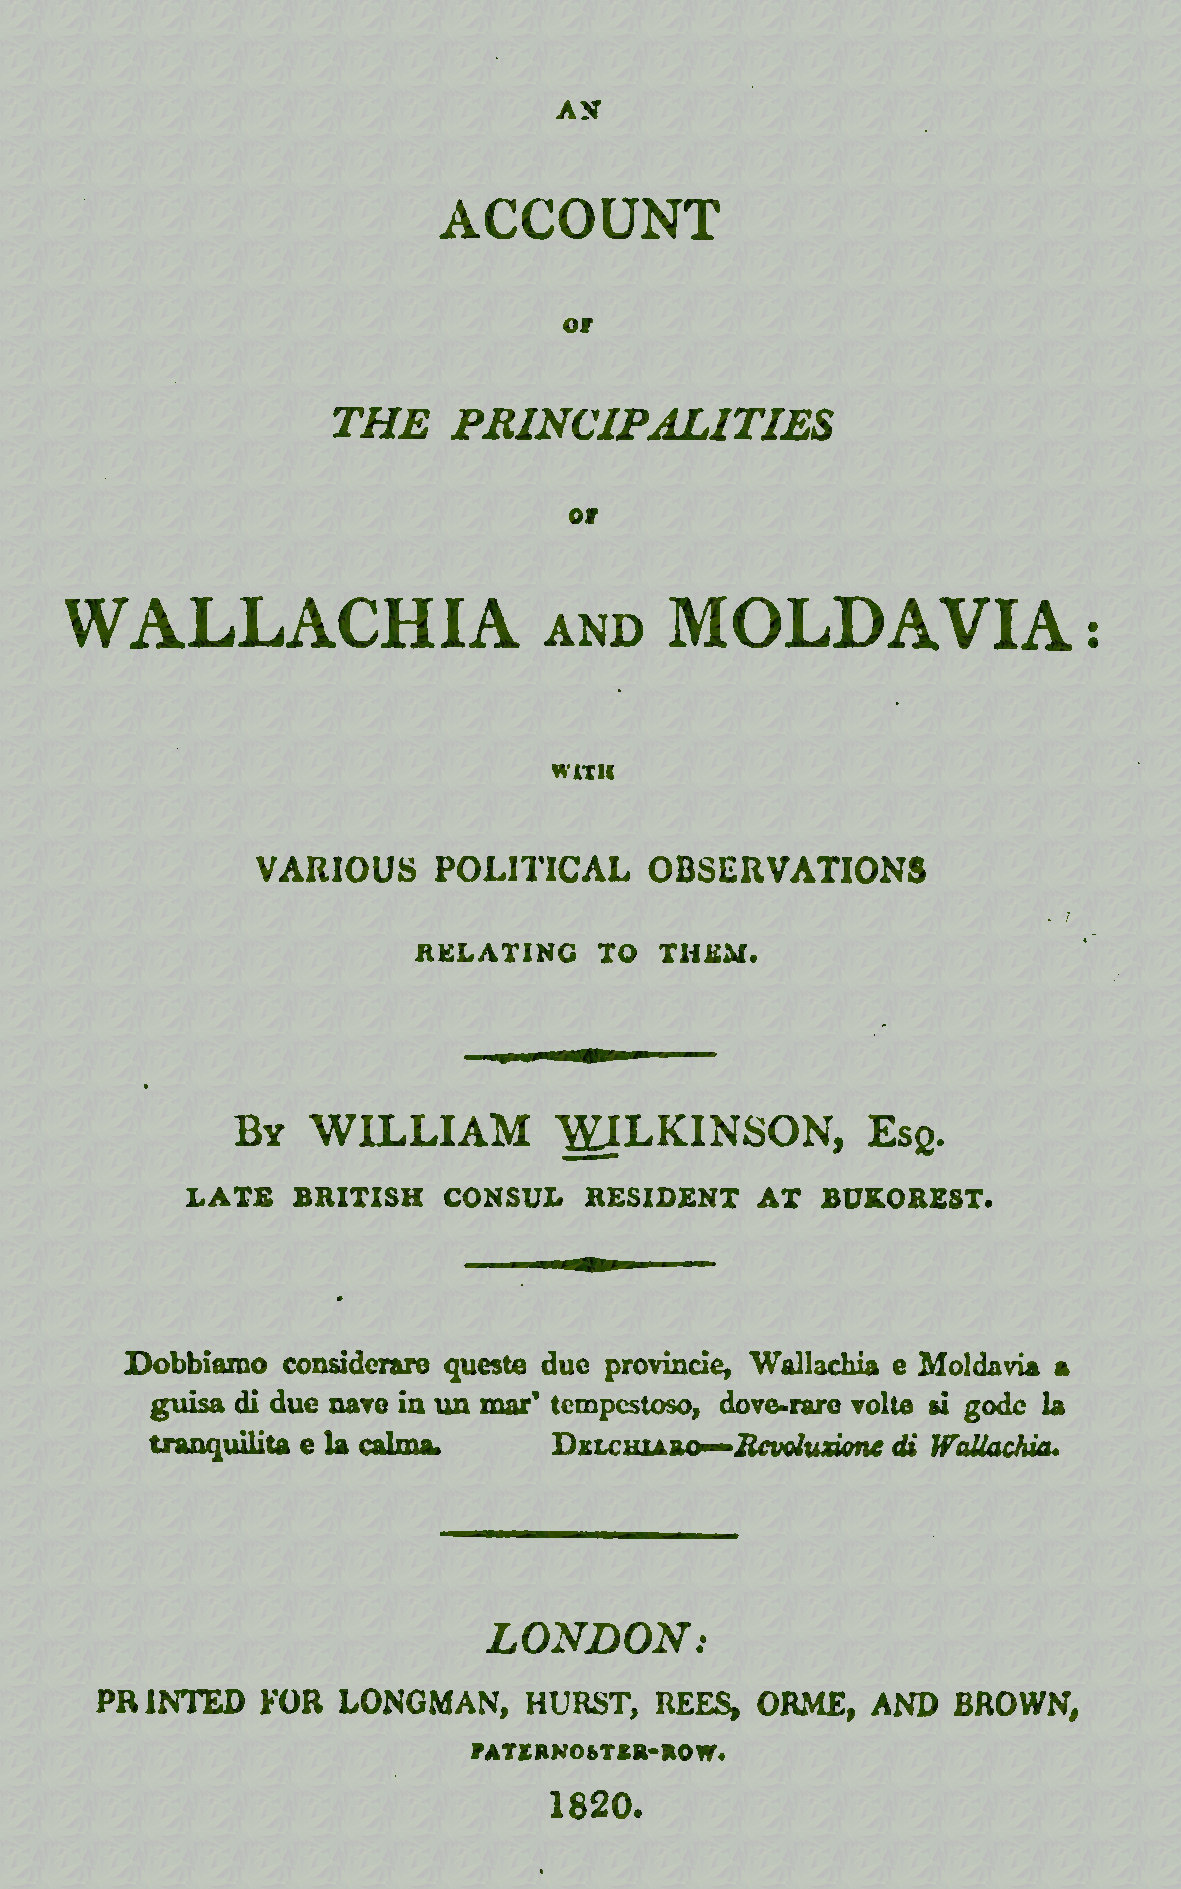 AN
ACCOUNT
OF
THE PRINCIPALITIES
OF
WALLACHIA AND MOLDAVIA:
WITH
VARIOUS POLITICAL OBSERVATIONS
RELATING TO THEM.
By WILLIAM WILKINSON, Esq.
LATE BRITISH CONSUL RESIDENT AT BUKOREST.
Dobbiamo considerare queste due provincie, Wallachia e Moldavia a
guisa di due nave in un mar' tempestoso, dove-rare volte si gode la
tranquilita e la calma. DELCHIARO—Revoluzione di Wallachia.
LONDON:
PRINTED FOR LONGMAN, HURST, REES, ORME, AND BROWN,
PATERNOSTER-ROW.
1820.